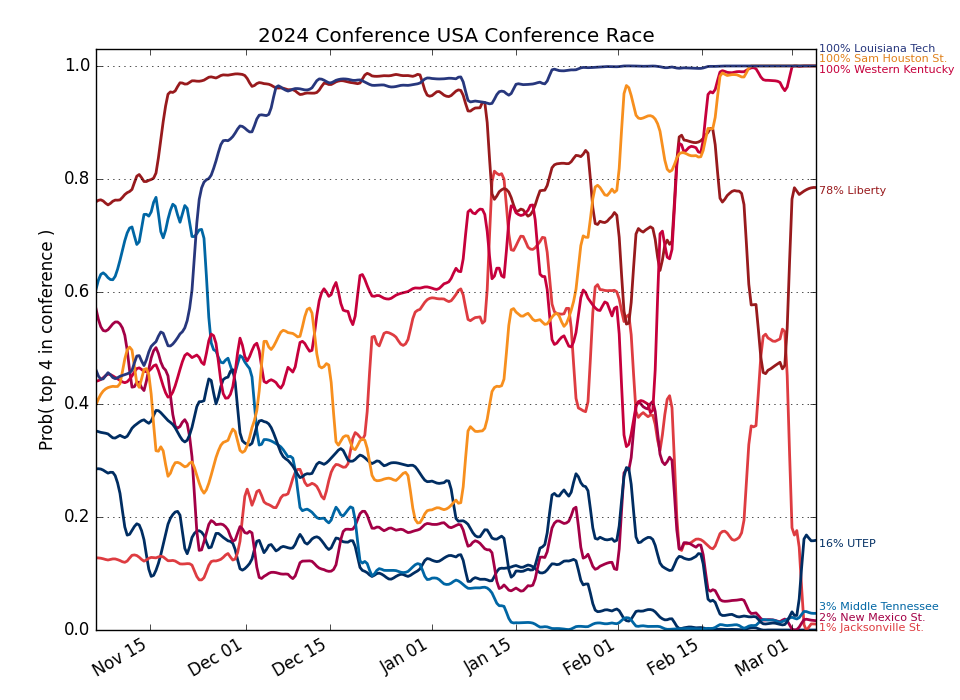 2024 Conference USA Conference Race
Prob( top 4 in conference )
1.0
0.8
0.6
0.4
0.2
0.0
Nov 15
Dec 01
Dec 15
Jan 01
Jan 15
Feb 01
Feb 15
Mar 01
100% Louisiana Tech
100% Sam Houston St.
100% Western Kentucky
78% Liberty
16% UTEP
3% Middle Tennessee
2% New Mexico St.
1% Jacksonville St.